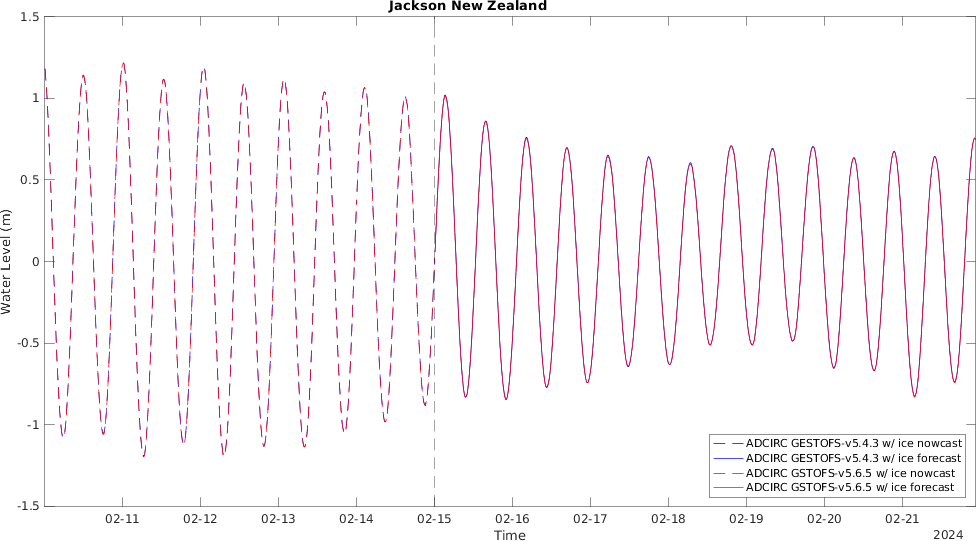 Jackson New Zealand
1.5
1
0.5
0
-0.5
-1
-1.5
Water Level (m)
ADCIRC GESTOFS-v5.4.3 w/ ice nowcast
ADCIRC GESTOFS-v5.4.3 w/ ice forecast
ADCIRC GSTOFS-v5.6.5 w/ ice nowcast
ADCIRC GSTOFS-v5.6.5 w/ ice forecast
02-11 02-12 02-13 02-14 02-15 02-16 02-17 02-18 02-19 02-20 02-21
Time
2024